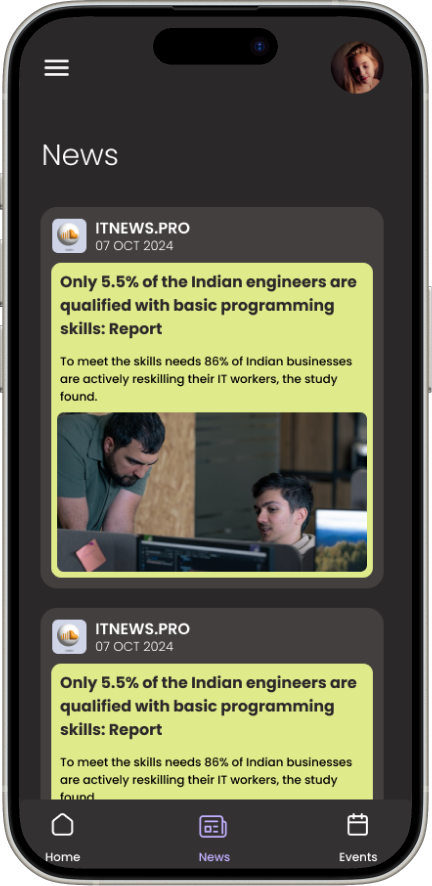 News
ITNEWS.PRO
07 OCT 2024
Only 5.5% of the Indian engineers are
qualified with basic programming
skills: Report
To meet the skills needs 86% of Indian businesses
are actively reskilling their IT workers, the study
found.
ITNEWS.PRO
07 OCT 2024
Only 5.5% of the Indian engineers are
qualified with basic programming
skills: Report
To meet the skills needs 86% of Indian businesses
are actively reskilling their IT workers, the study
found
Home
News
Events